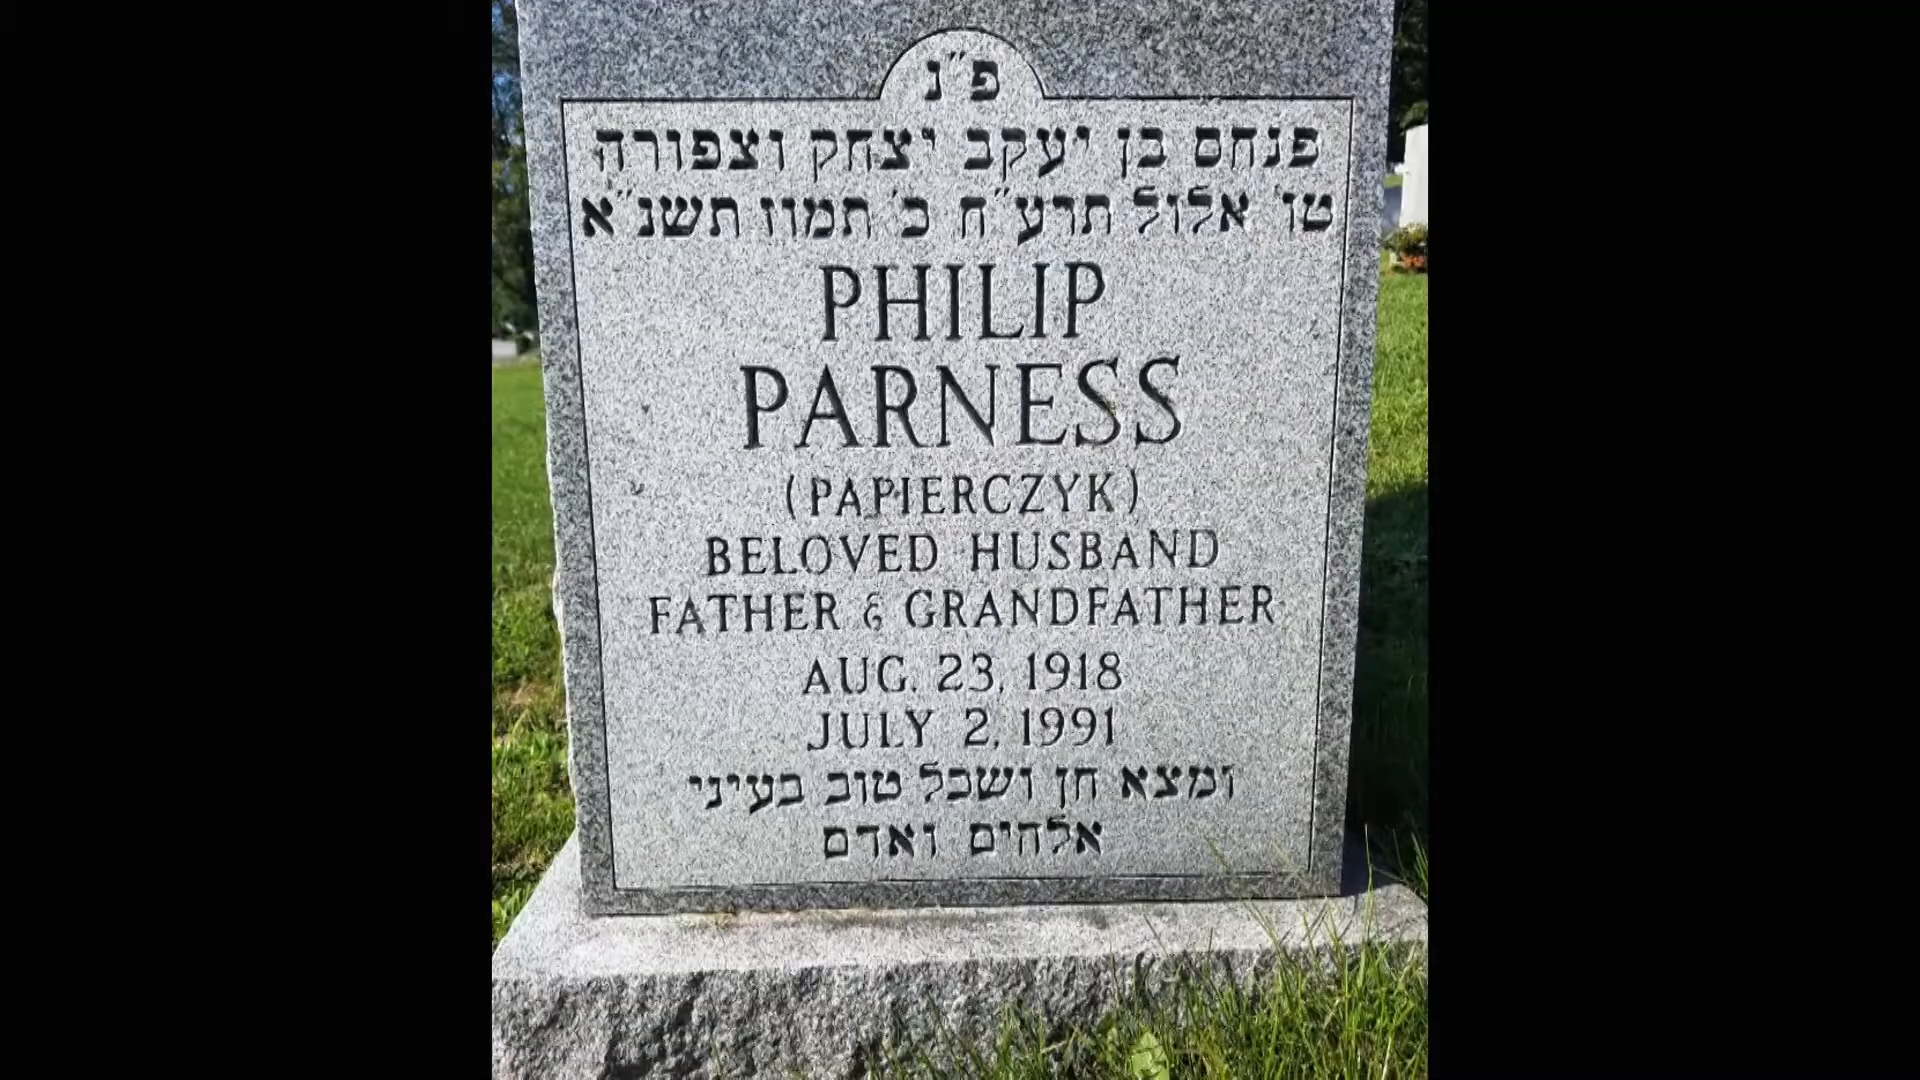 פ"נ
פנחס בן יעקב יצחק וצפורה
טו' אלול תרע"ח כ' תמוז תשנ"א
PHILIP
PARNESS
(PAPIERCZYK)
BELOVED HUSBAND
FATHER & GRANDFATHER
AUG. 23, 1918
JULY 2, 1991
ומצא חן ושכל טוב בעיני
אלהים ואדם